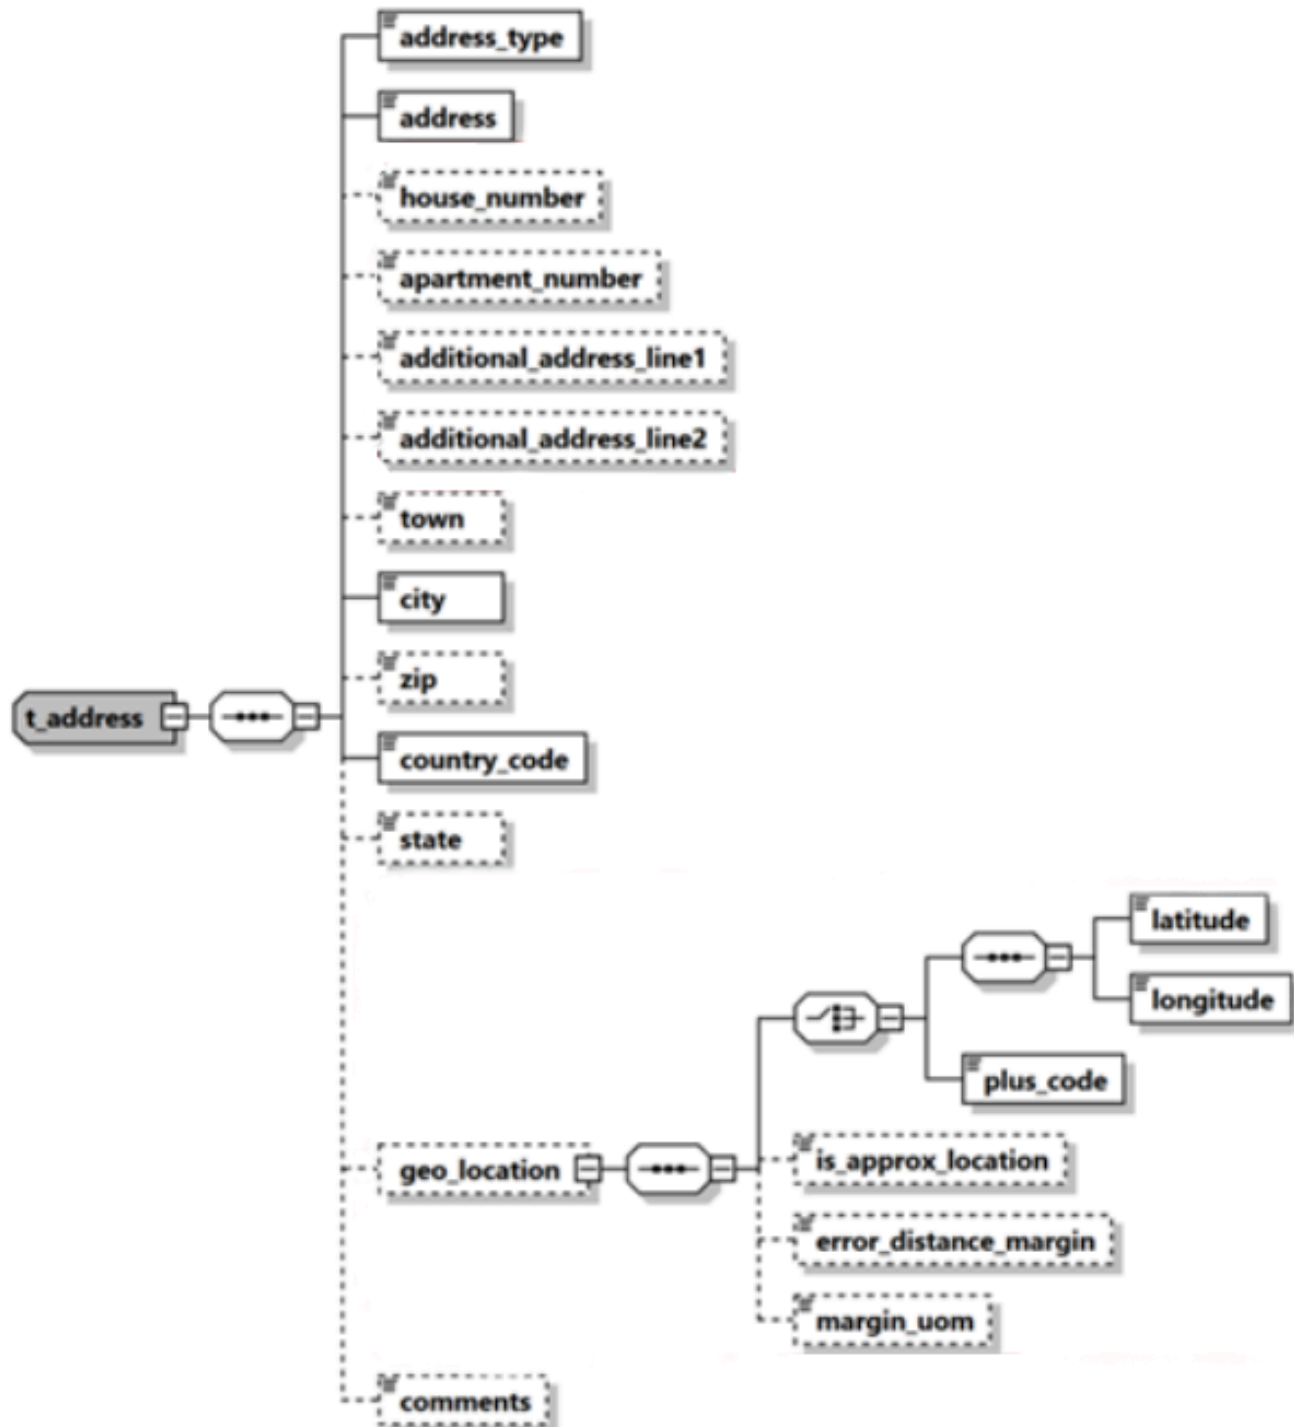 address_type
address
house_number
apartment_number
additional_address_line1
additional_address_line2
town
city
zip
t_address
country_code
state
latitude
longitude
plus_code
geo_location
is_approx_location
error_distance_margin
margin_uom
comments